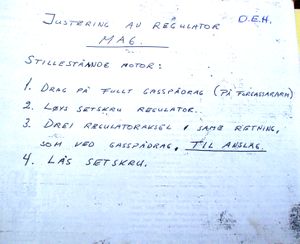 JUSTERING AV REGULATOR O.E.H.
MAG.
STILLESTÅENDE MOTOR:
1. DRAG PÅ FULLT GASSPÅDRAG (PÅ FORGASSARARM)
2. LØYS SETSKRU REGULATOR.
3. DREI REGULATORAKSEL I SAME RETNING,
SOM VED GASSPÅDRAG, TIL ANSLAG.
4. LÅS SETSKRU.